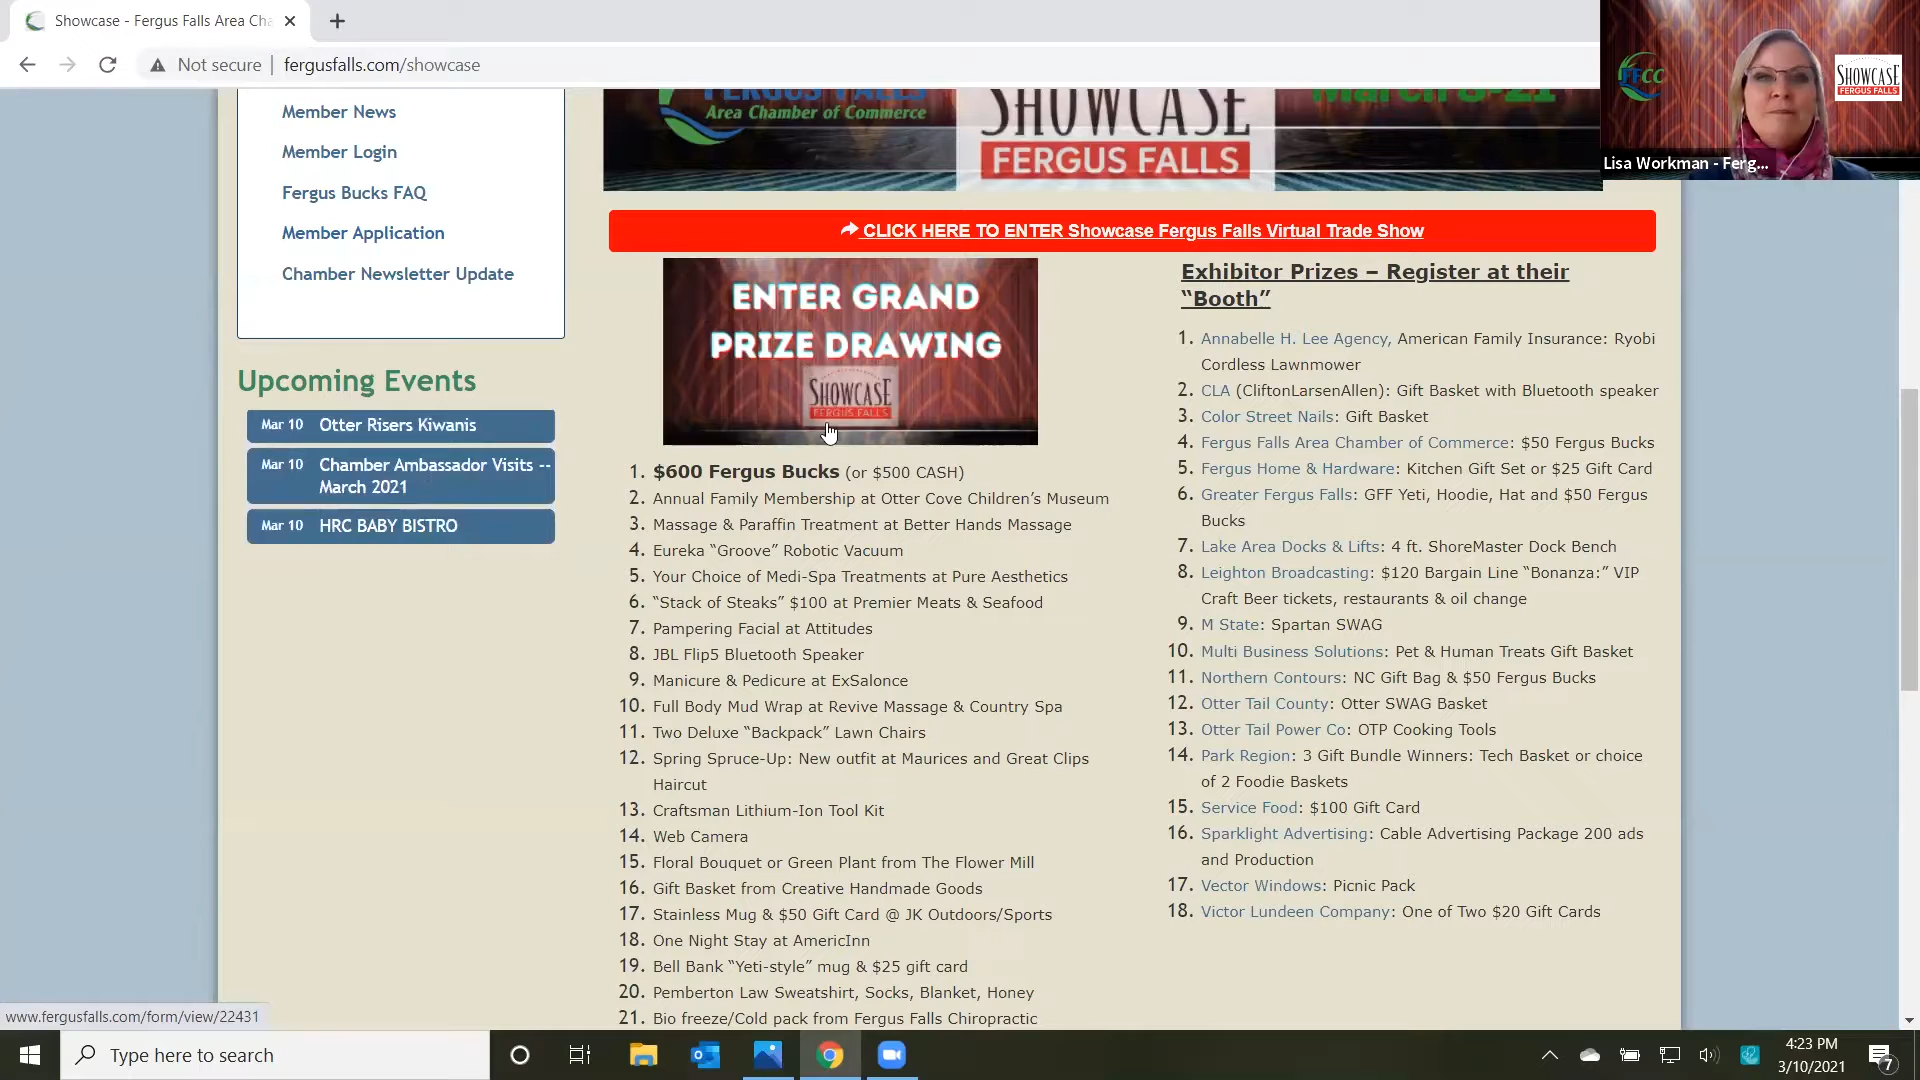 Showcase - Fergus Falls Area Cha
Not secure
fergusfalls.com/showcase
FFCC
SHOWCASE
FERGUS FALLS
Lisa Workman - Ferg...
Member News
Member Login
Fergus Bucks FAQ
Member Application
Chamber Newsletter Update
Upcoming Events
Mar 10 Otter Risers Kiwanis
Mar 10 Chamber Ambassador Visits --
March 2021
Mar 10 HRC BABY BISTRO
FERGUS FALLS
Area Chamber of Commerce
SHOWCASE
FERGUS FALLS
March 8-21
CLICK HERE TO ENTER Showcase Fergus Falls Virtual Trade Show
ENTER GRAND
PRIZE DRAWING
SHOWCASE
FERGUS FALLS
1. $600 Fergus Bucks (or $500 CASH)
2. Annual Family Membership at Otter Cove Children’s Museum
3. Massage & Paraffin Treatment at Better Hands Massage
4. Eureka “Groove” Robotic Vacuum
5. Your Choice of Medi-Spa Treatments at Pure Aesthetics
6. “Stack of Steaks” $100 at Premier Meats & Seafood
7. Pampering Facial at Attitudes
8. JBL Flip5 Bluetooth Speaker
9. Manicure & Pedicure at ExSalonce
10. Full Body Mud Wrap at Revive Massage & Country Spa
11. Two Deluxe “Backpack” Lawn Chairs
12. Spring Spruce-Up: New outfit at Maurices and Great Clips
Haircut
13. Craftsman Lithium-Ion Tool Kit
14. Web Camera
15. Floral Bouquet or Green Plant from The Flower Mill
16. Gift Basket from Creative Handmade Goods
17. Stainless Mug & $50 Gift Card @ JK Outdoors/Sports
18. One Night Stay at AmericInn
19. Bell Bank “Yeti-style” mug & $25 gift card
20. Pemberton Law Sweatshirt, Socks, Blanket, Honey
21. Bio freeze/Cold pack from Fergus Falls Chiropractic
Exhibitor Prizes – Register at their
“Booth”
1. Annabelle H. Lee Agency, American Family Insurance: Ryobi
Cordless Lawnmower
2. CLA (CliftonLarsenAllen): Gift Basket with Bluetooth speaker
3. Color Street Nails: Gift Basket
4. Fergus Falls Area Chamber of Commerce: $50 Fergus Bucks
5. Fergus Home & Hardware: Kitchen Gift Set or $25 Gift Card
6. Greater Fergus Falls: GFF Yeti, Hoodie, Hat and $50 Fergus
Bucks
7. Lake Area Docks & Lifts: 4 ft. ShoreMaster Dock Bench
8. Leighton Broadcasting: $120 Bargain Line “Bonanza:” VIP
Craft Beer tickets, restaurants & oil change
9. M State: Spartan SWAG
10. Multi Business Solutions: Pet & Human Treats Gift Basket
11. Northern Contours: NC Gift Bag & $50 Fergus Bucks
12. Otter Tail County: Otter SWAG Basket
13. Otter Tail Power Co: OTP Cooking Tools
14. Park Region: 3 Gift Bundle Winners: Tech Basket or choice
of 2 Foodie Baskets
15. Service Food: $100 Gift Card
16. Sparklight Advertising: Cable Advertising Package 200 ads
and Production
17. Vector Windows: Picnic Pack
18. Victor Lundeen Company: One of Two $20 Gift Cards
www.fergusfalls.com/form/view/22431
Type here to search
4:23 PM
3/10/2021
7